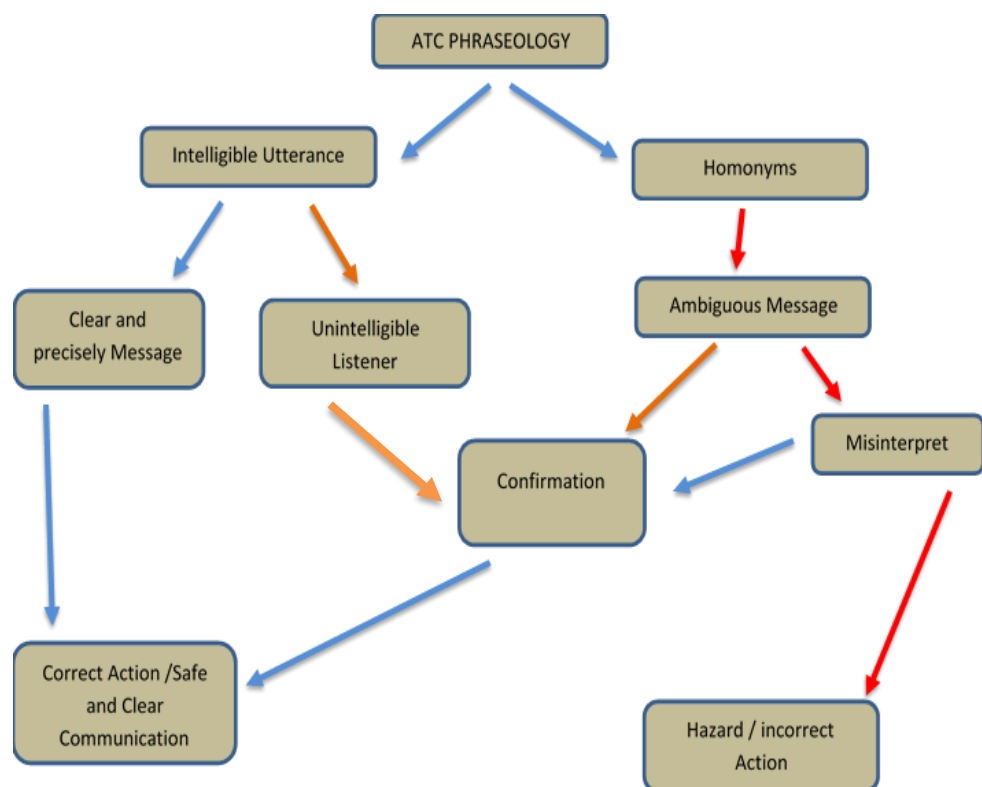 ATC PHRASEOLOGY
Intelligible Utterance
Homonyms
Clear and
precisely Message
Unintelligible
Listener
Ambiguous Message
Confirmation
Misinterpret
Correct Action /Safe
and Clear
Communication
Hazard / incorrect
Action